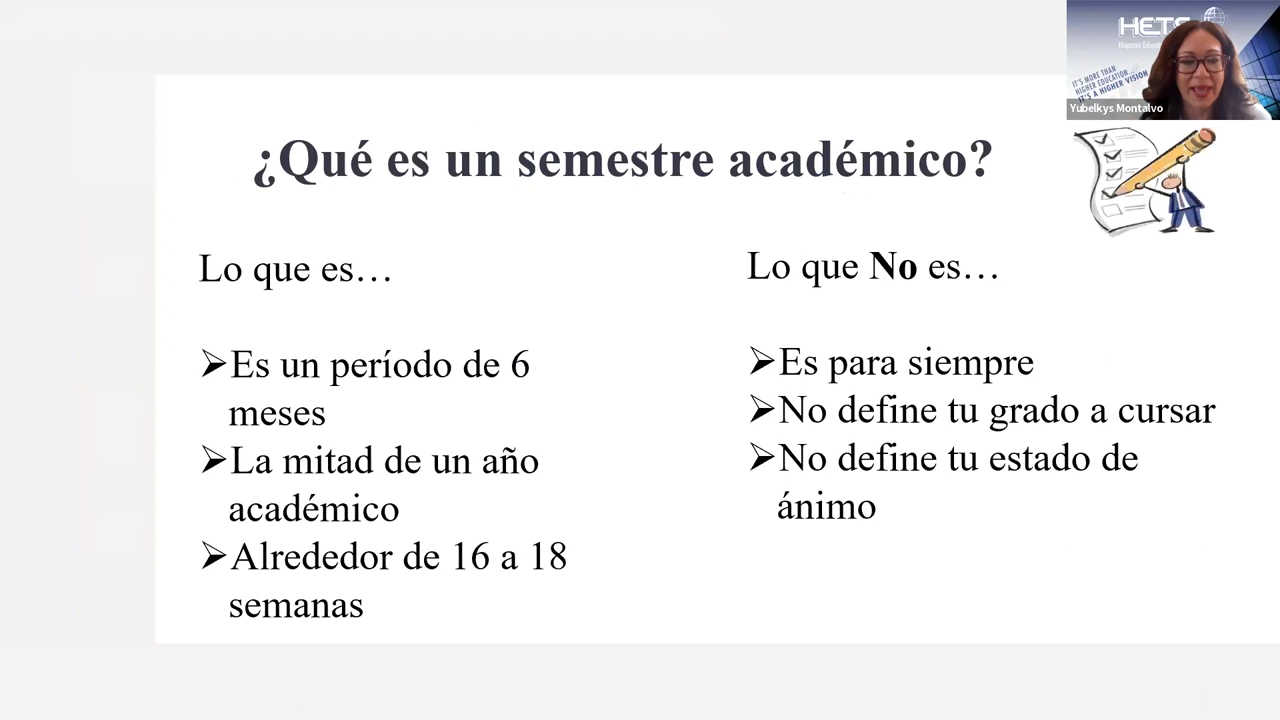 HETS
Hispanic Educ
IT'S MORE THAN
HIGHER EDUCATION...
IT'S A HIGHER VISION
Yubelkys Montalvo
¿Qué es un semestre académico?
Lo que es…
➢Es un período de 6
meses
➢La mitad de un año
académico
➢Alrededor de 16 a 18
semanas
Lo que No es…
➢Es para siempre
➢No define tu grado a cursar
➢No define tu estado de
ánimo